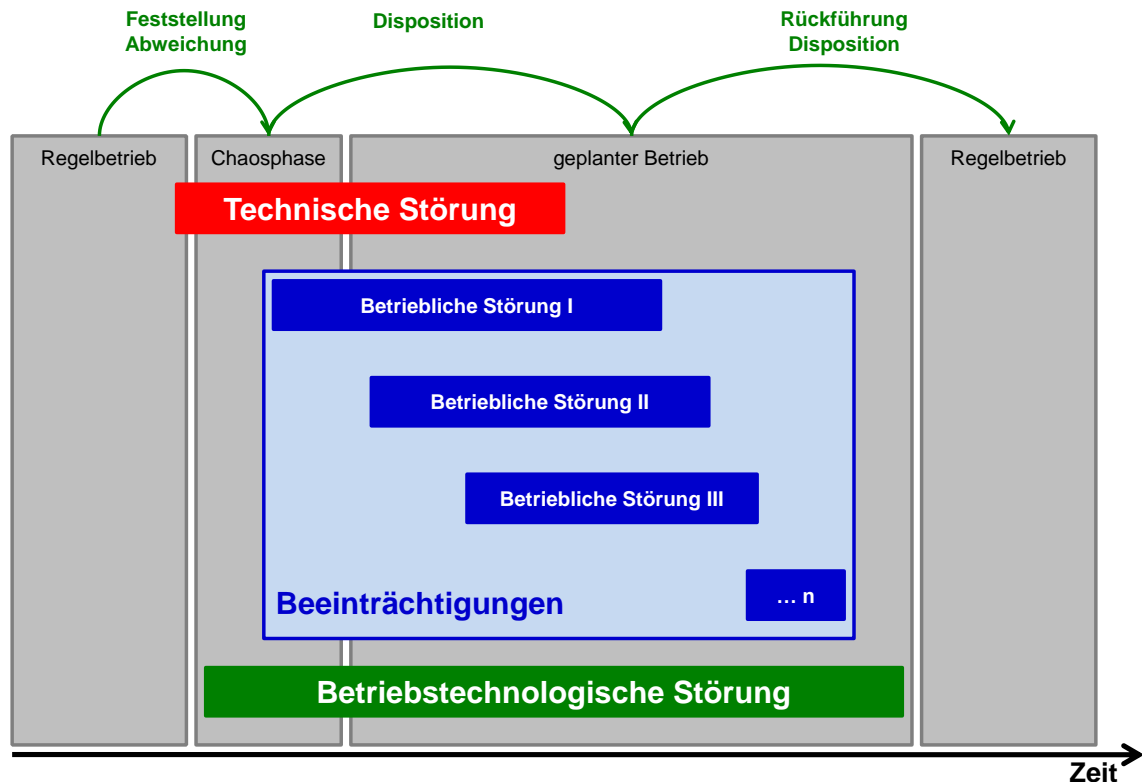 Feststellung
Abweichung
Disposition
Rückführung
Disposition
Regelbetrieb
Chaosphase
geplanter Betrieb
Regelbetrieb
Technische Störung
Betriebliche Störung I
Betriebliche Störung II
Betriebliche Störung III
… n
Beeinträchtigungen
Betriebstechnologische Störung
Zeit